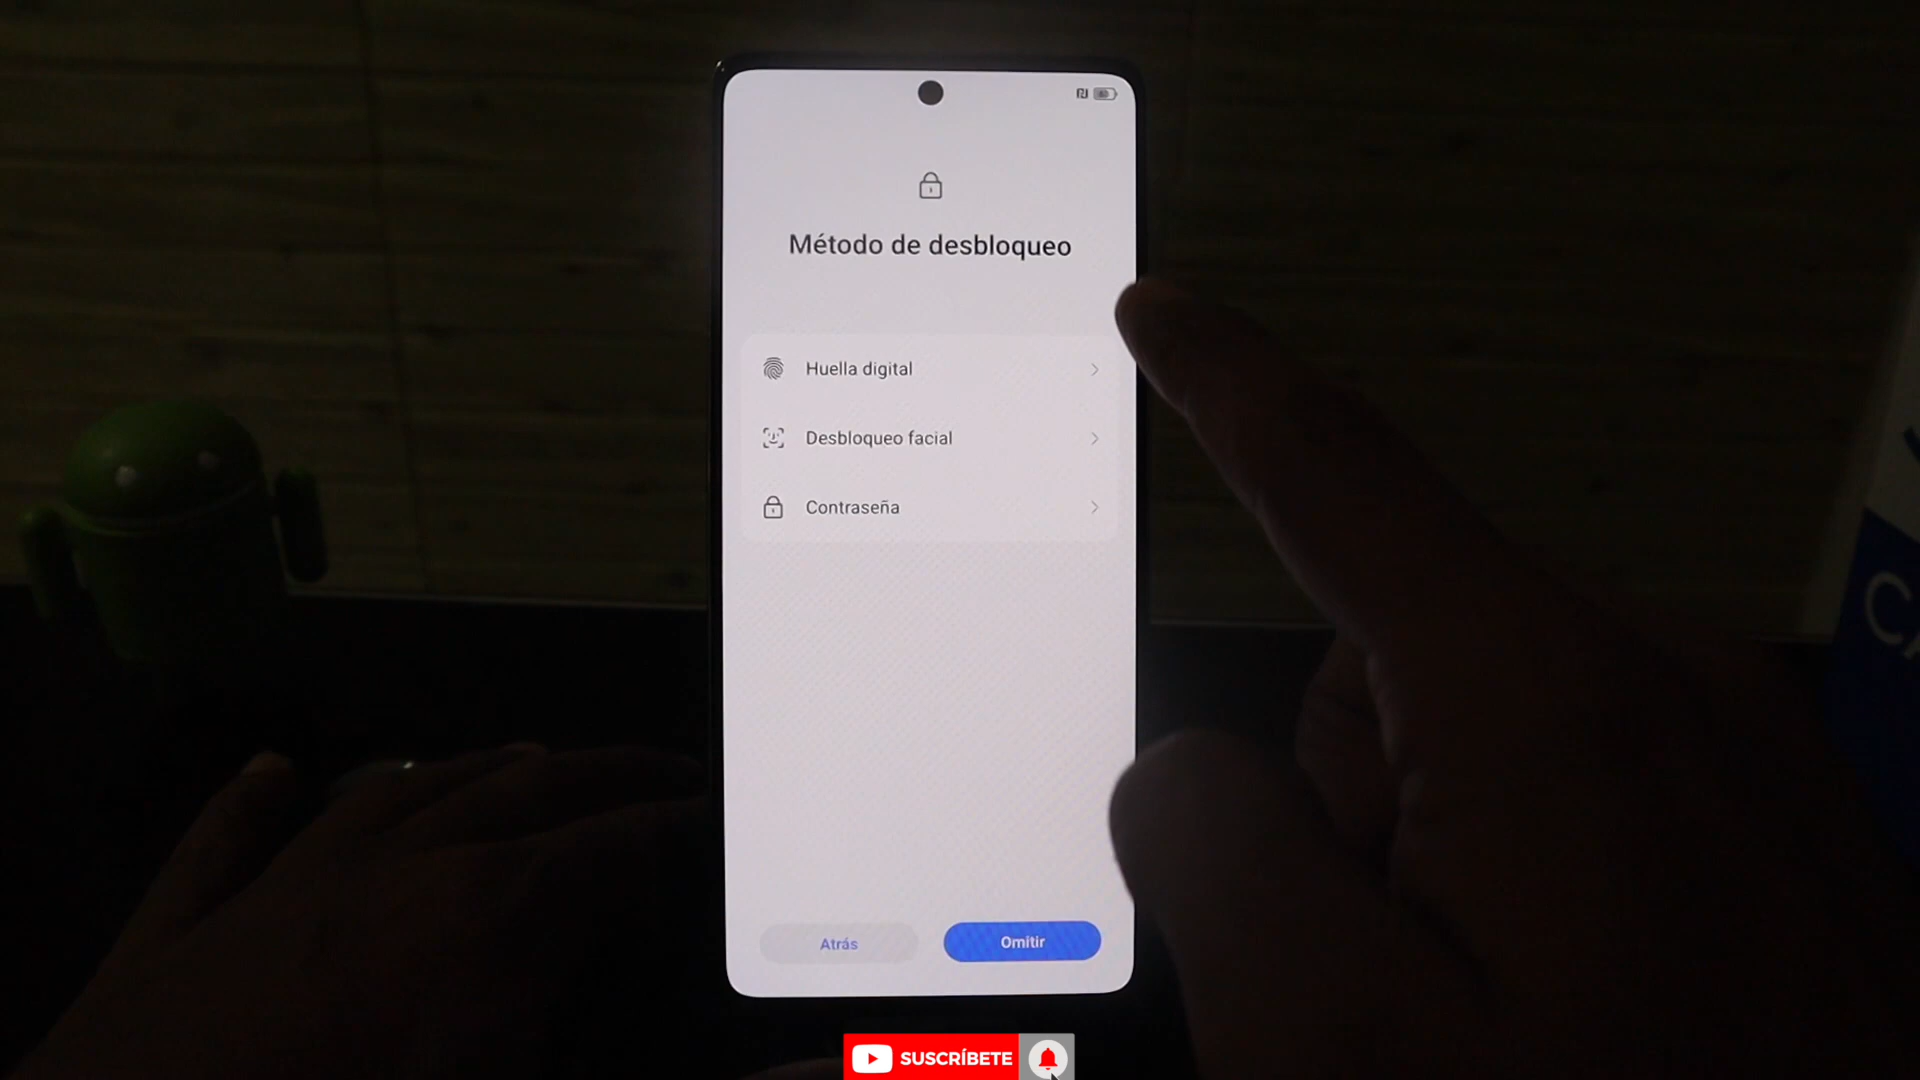 Método de desbloqueo
Huella digital
Desbloqueo facial
Contraseña
Atrás
Omitir
SUSCRÍBETE